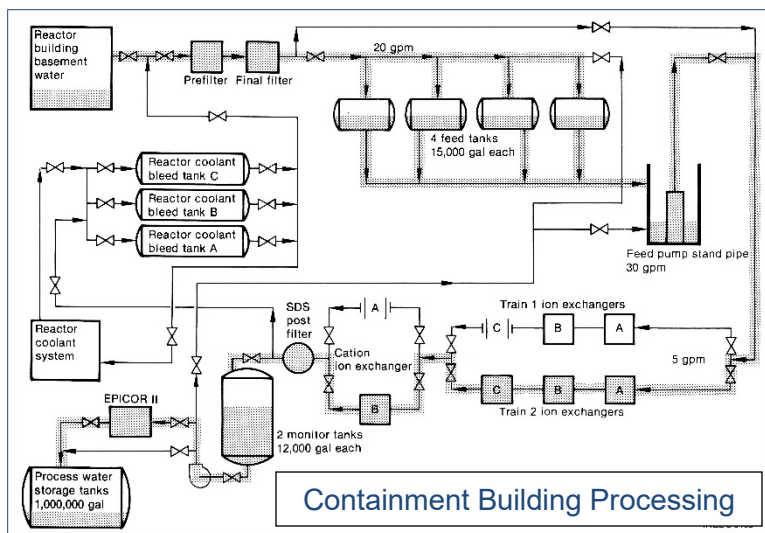 Reactor
building
basement
water
Prefilter
Final filter
20 gpm
4 feed tanks
15,000 gal each
Reactor coolant
bleed tank C
Reactor coolant
bleed tank B
Reactor coolant
bleed tank A
Feed pump stand pipe
30 gpm
Reactor
coolant
system
SDS
post
filter
A
Cation
ion exchanger
B
Train 1 ion exchangers
C
B
A
5 gpm
C
B
A
Train 2 ion exchangers
EPICOR II
2 monitor tanks
12,000 gal each
Process water
storage tanks
1,000,000 gal
Containment Building Processing